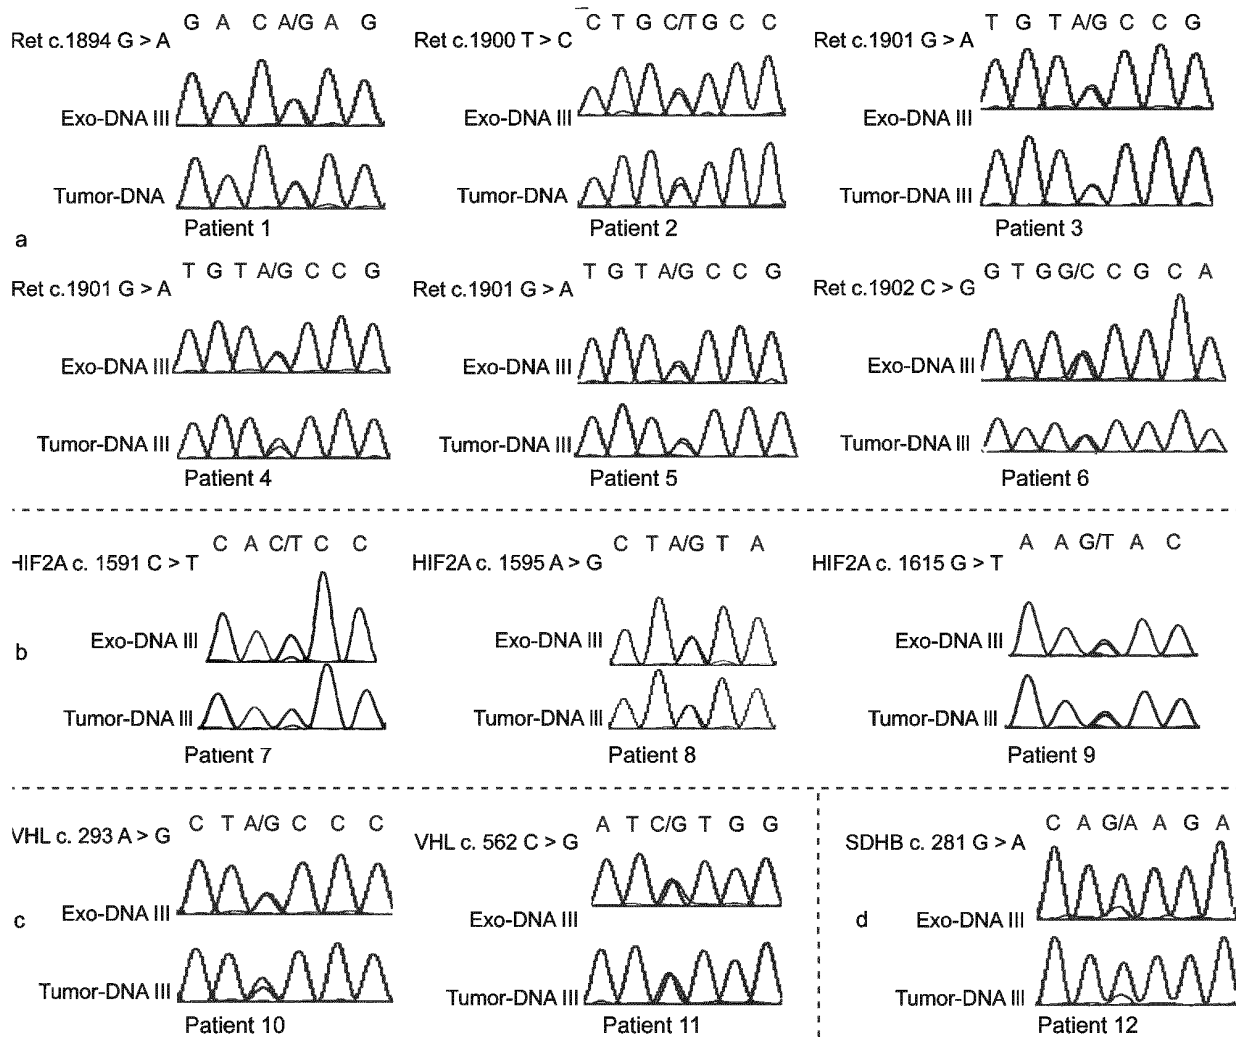 G A C A/G A G
Ret c.1894 G > A
Exo-DNA III
Tumor-DNA
Patient 1
C T G C/T G C C
Ret c.1900 T > C
Exo-DNA III
Tumor-DNA
Patient 2
T G T A/G C C G
Ret c.1901 G > A
Exo-DNA III
Tumor-DNA III
Patient 3
a
T G T A/G C C G
Ret c.1901 G > A
Exo-DNA III
Tumor-DNA III
Patient 4
T G T A/G C C G
Ret c.1901 G > A
Exo-DNA III
Tumor-DNA III
Patient 5
G T G G/C C G C A
Ret c.1902 C > G
Exo-DNA III
Tumor-DNA III
Patient 6
C A C/T C C
HIF2A c. 1591 C > T
Exo-DNA III
b
Tumor-DNA III
Patient 7
C T A/G T A
HIF2A c. 1595 A > G
Exo-DNA III
Tumor-DNA III
Patient 8
A A G/T A C
HIF2A c. 1615 G > T
Exo-DNA III
Tumor-DNA III
Patient 9
C T A/G C C C
VHL c. 293 A > G
Exo-DNA III
c
Tumor-DNA III
Patient 10
A T C/G T G G
VHL c. 562 C > G
Exo-DNA III
Tumor-DNA III
Patient 11
C A G/A A G A
SDHB c. 281 G > A
d
Exo-DNA III
Tumor-DNA III
Patient 12